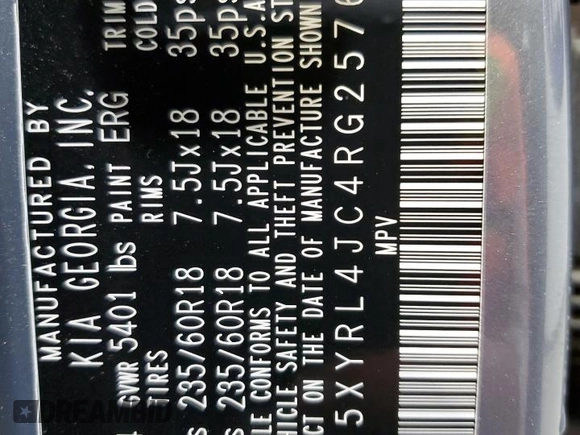 MANUFACTURED BY
KIA GEORGIA, INC.
GVWR 5401 lbs PAINT ERG TRIM
TIRES RIMS COLD
235/60R18 7.5Jx18 35ps
235/60R18 7.5Jx18 35ps
LE CONFORMS TO ALL APPLICABLE U.S.A
HICLE SAFETY AND THEFT PREVENTION ST
CT ON THE DATE OF MANUFACTURE SHOWN
5XYRL4JC4RG2576
MPV
DREAMBID